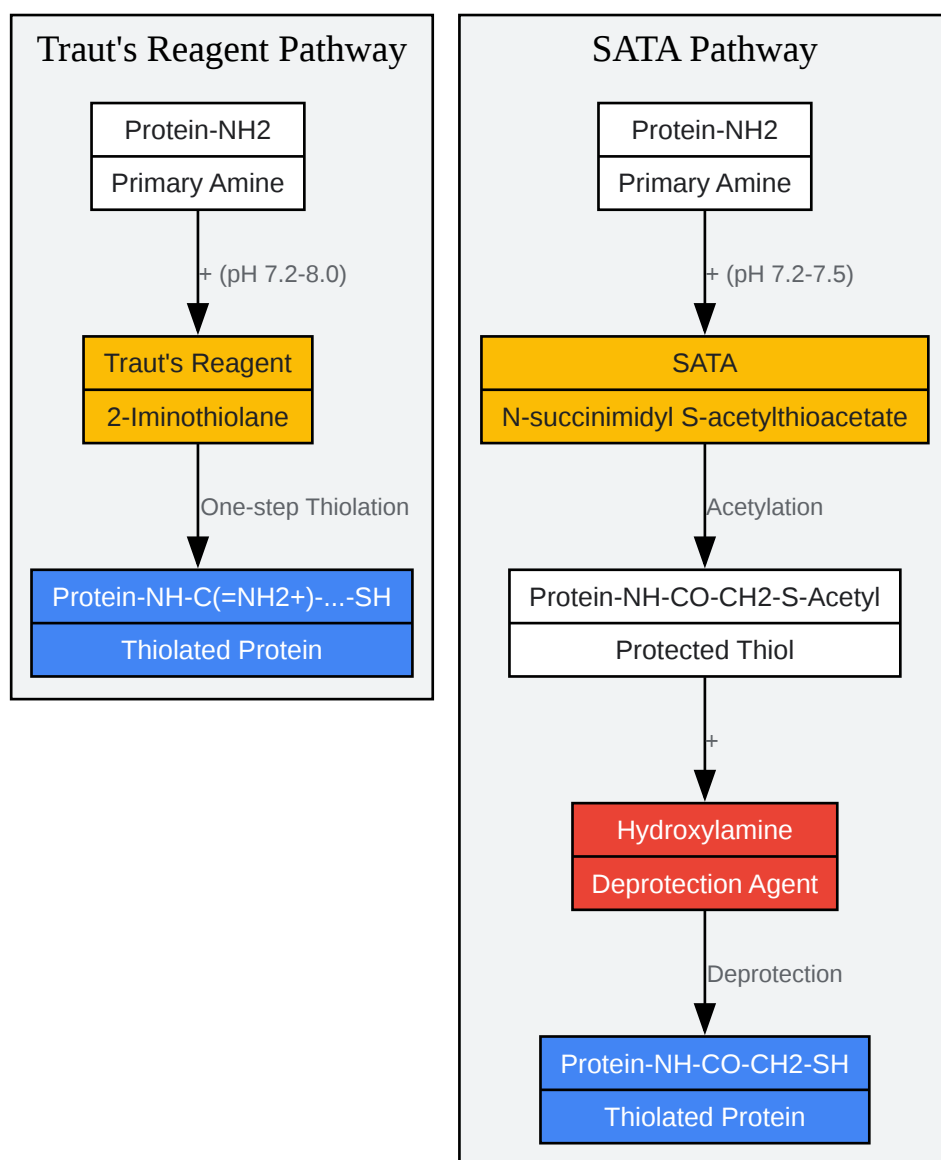 Traut's Reagent Pathway
Protein-NH2
Primary Amine
+ (pH 7.2-8.0)
Traut's Reagent
2-Iminothiolane
One-step Thiolation
Protein-NH-C(=NH2+)-...-SH
Thiolated Protein
SATA Pathway
Protein-NH2
Primary Amine
+ (pH 7.2-7.5)
SATA
N-succinimidyl S-acetylthioacetate
Acetylation
Protein-NH-CO-CH2-S-Acetyl
Protected Thiol
+
Hydroxylamine
Deprotection Agent
Deprotection
Protein-NH-CO-CH2-SH
Thiolated Protein